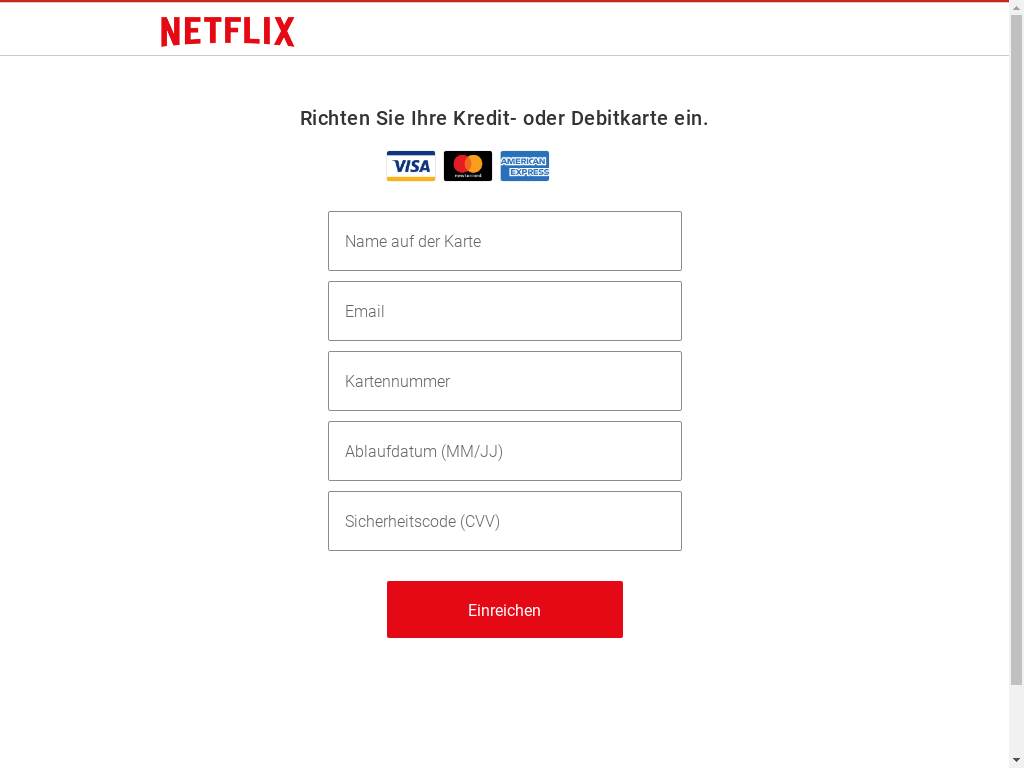 NETFLIX
Richten Sie Ihre Kredit- oder Debitkarte ein.
VISA
mastercard
AMERICAN
EXPRESS
Name auf der Karte
Email
Kartennummer
Ablaufdatum (MM/JJ)
Sicherheitscode (CVV)
Einreichen